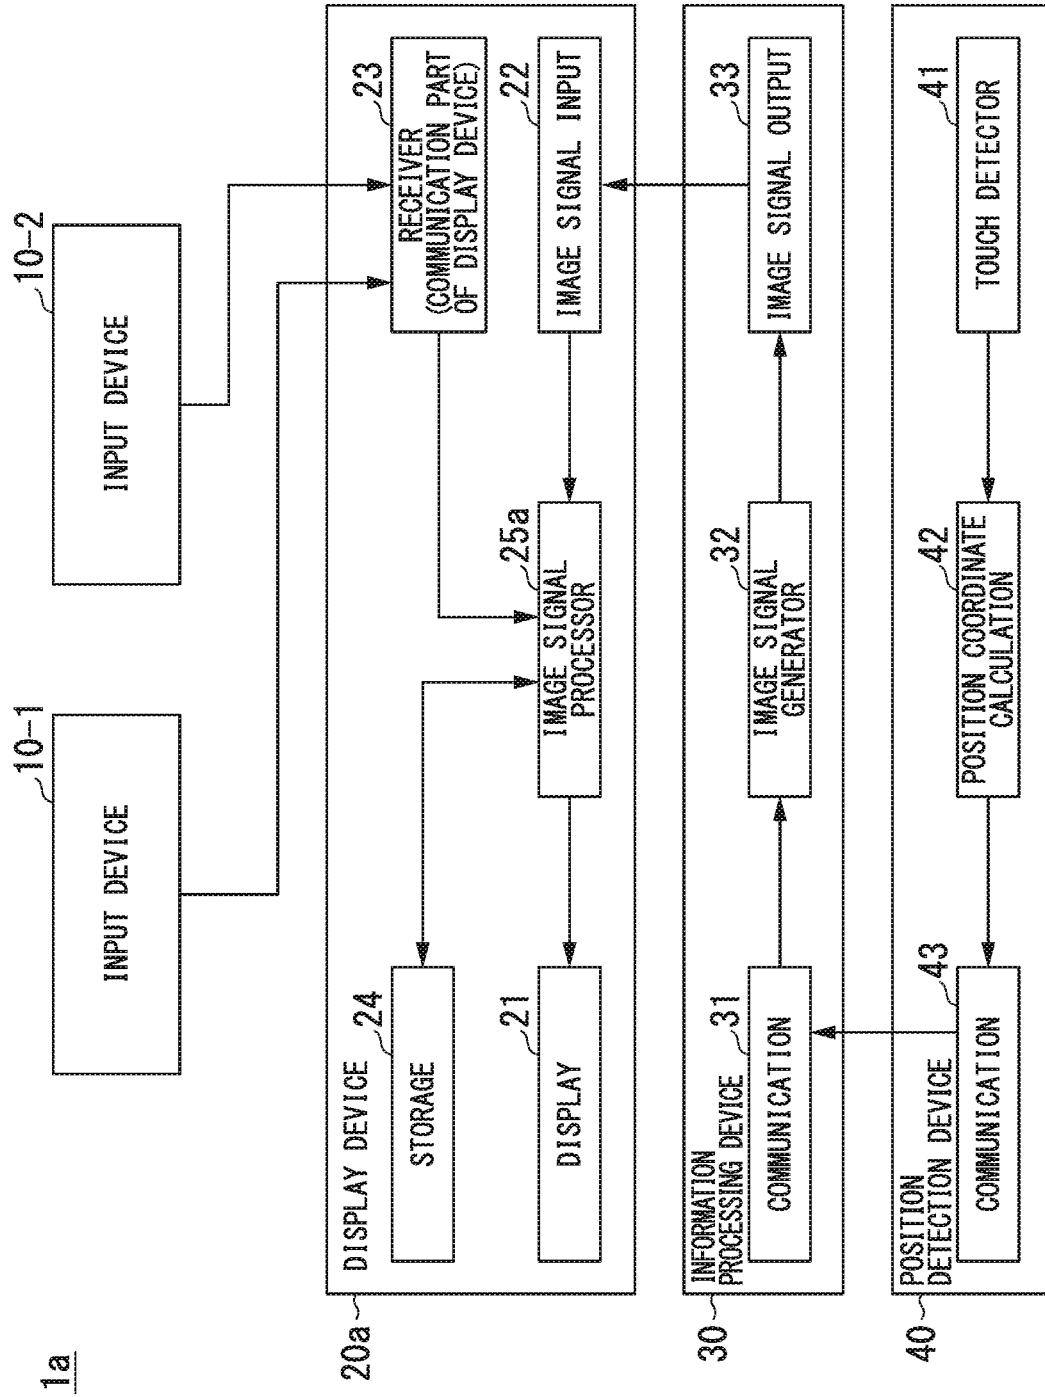 1a
10-1
10-2
INPUT DEVICE
INPUT DEVICE
20a
DISPLAY DEVICE
24
23
STORAGE
RECEIVER
(COMMUNICATION PART
OF DISPLAY DEVICE)
21
25a
22
DISPLAY
IMAGE SIGNAL
PROCESSOR
IMAGE SIGNAL INPUT
30
INFORMATION
PROCESSING DEVICE
31
32
33
COMMUNICATION
IMAGE SIGNAL
GENERATOR
IMAGE SIGNAL OUTPUT
40
POSITION
DETECTION DEVICE
43
42
41
COMMUNICATION
POSITION COORDINATE
CALCULATION
TOUCH DETECTOR